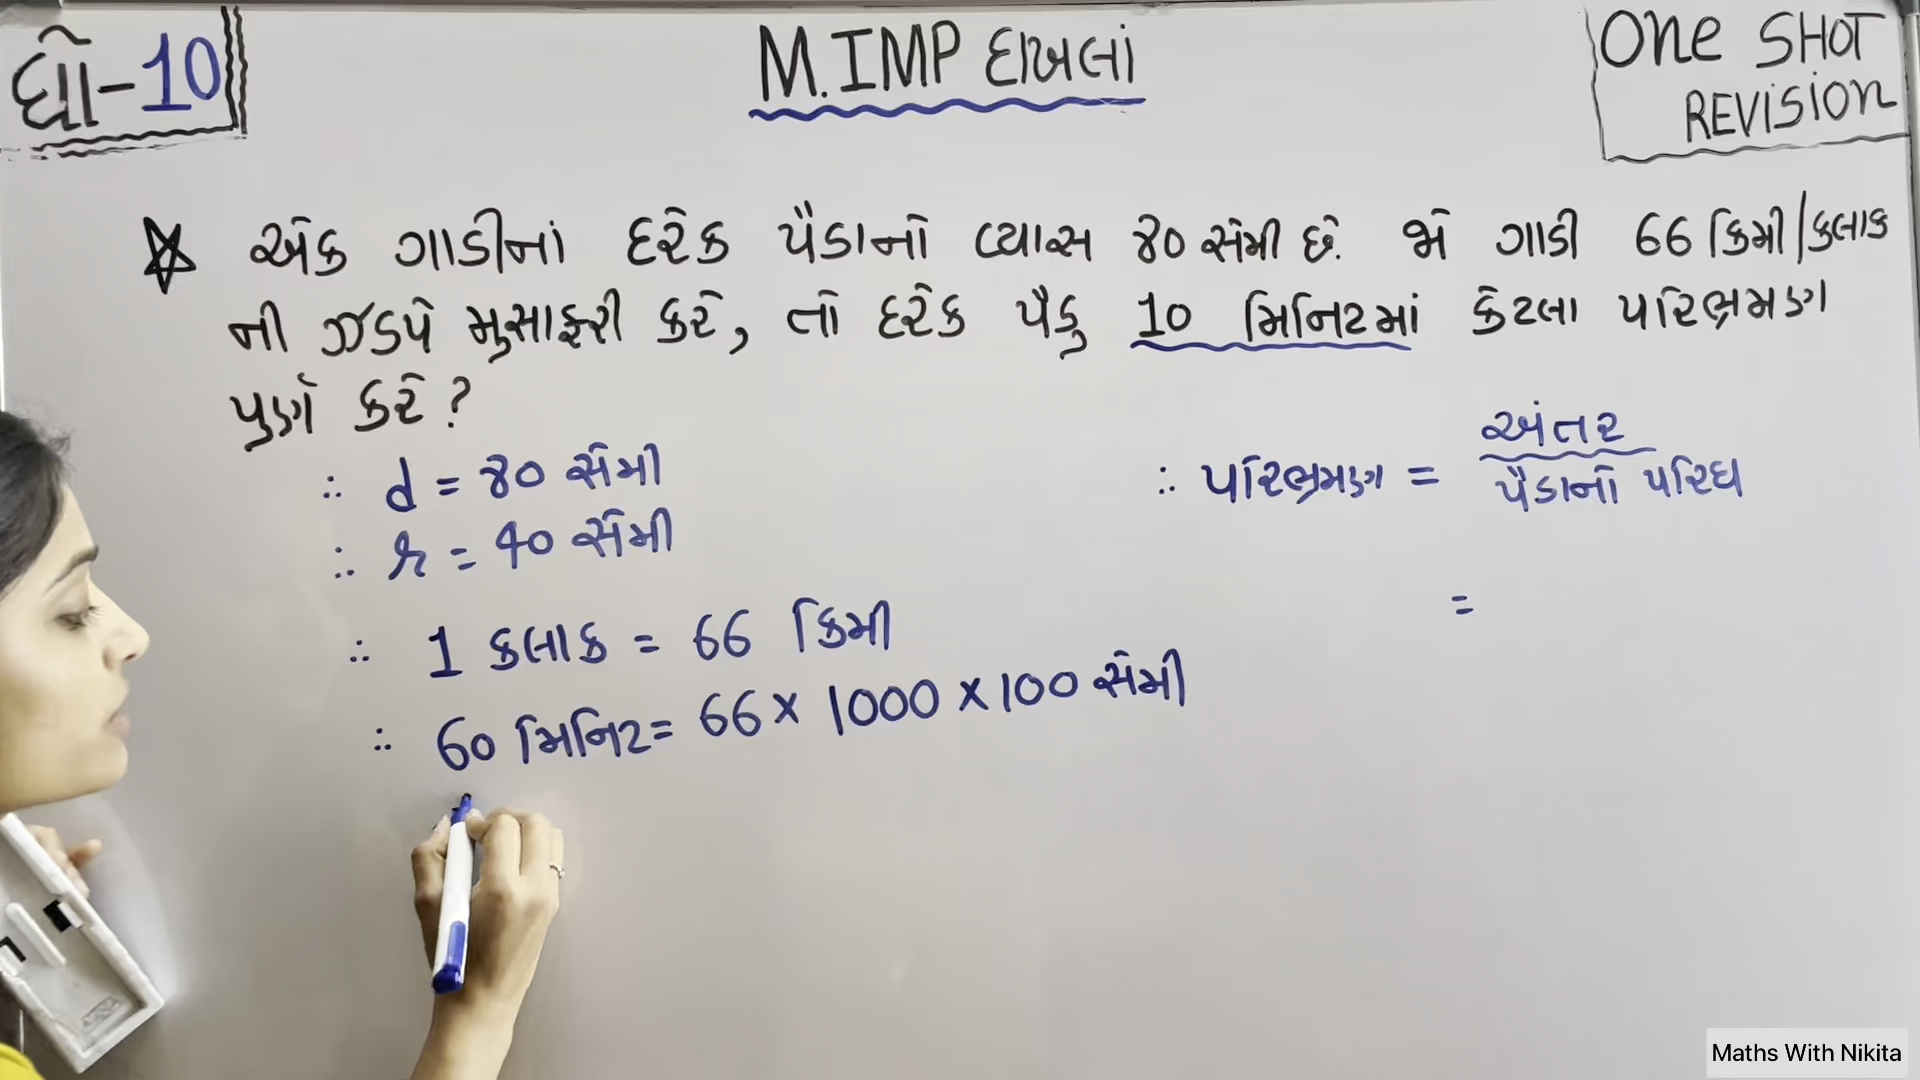 ધો-10
M.IMP દાખલાં
One SHOT
REVISION
એક ગાડીનાં દરેક પૈડાનો વ્યાસ 80 સેમી છે. જો ગાડી 66 કિમી/કલાક
ની ઝડપે મુસાફરી કરે, તો દરેક પૈડુ 10 મિનિટમાં કેટલા પરિભ્રમણ
પુર્ણ કરે ?
∴ d = 80 સેમી
∴ r = 40 સેમી
∴ 1 કલાક = 66 કિમી
∴ 60 મિનિટ = 66 × 1000 × 100 સેમી
∴ પરિભ્રમણ = અંતર
પૈડાનો પરિઘ
=
Maths With Nikita